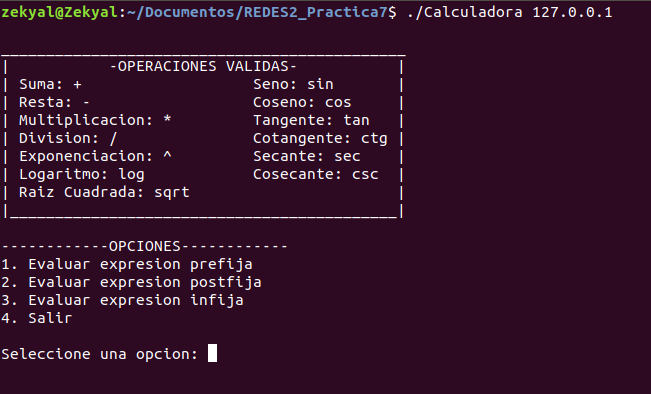 zekyal@Zekyal:~/Documentos/REDES2_Practica7$ ./Calculadora 127.0.0.1
_____________________________________________
|           -OPERACIONES VALIDAS-           |
| Suma: +                   Seno: sin       |
| Resta: -                  Coseno: cos     |
| Multiplicacion: *         Tangente: tan   |
| Division: /               Cotangente: ctg |
| Exponenciacion: ^         Secante: sec    |
| Logaritmo: log            Cosecante: csc  |
| Raiz Cuadrada: sqrt                       |
|___________________________________________|
------------OPCIONES------------
1. Evaluar expresion prefija
2. Evaluar expresion postfija
3. Evaluar expresion infija
4. Salir
Seleccione una opcion: